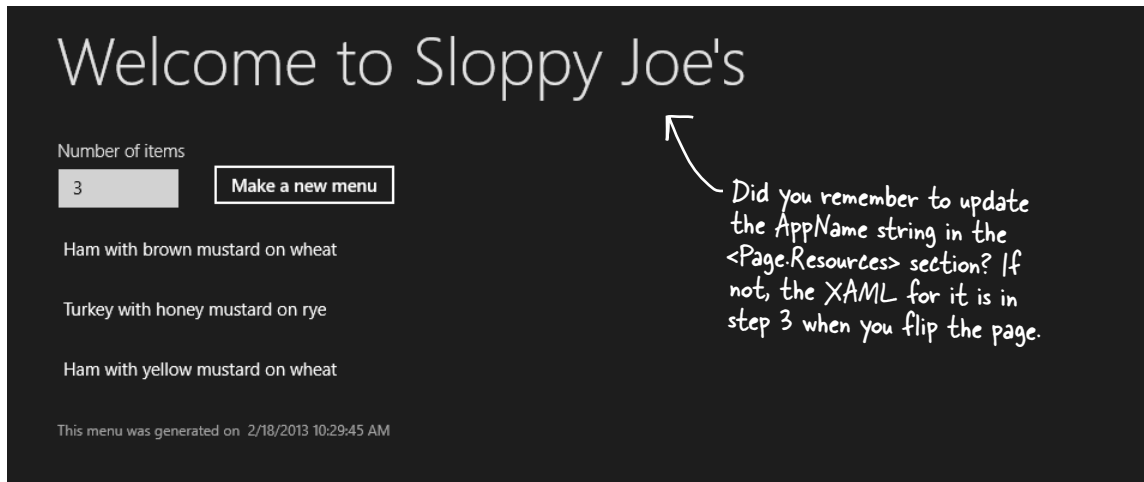 Welcome to Sloppy Joe's
Number of items
3
Make a new menu
Ham with brown mustard on wheat
Turkey with honey mustard on rye
Ham with yellow mustard on wheat
This menu was generated on 2/18/2013 10:29:45 AM
Did you remember to update
the AppName string in the
<Page.Resources> section? If
not, the XAML for it is in
step 3 when you flip the page.